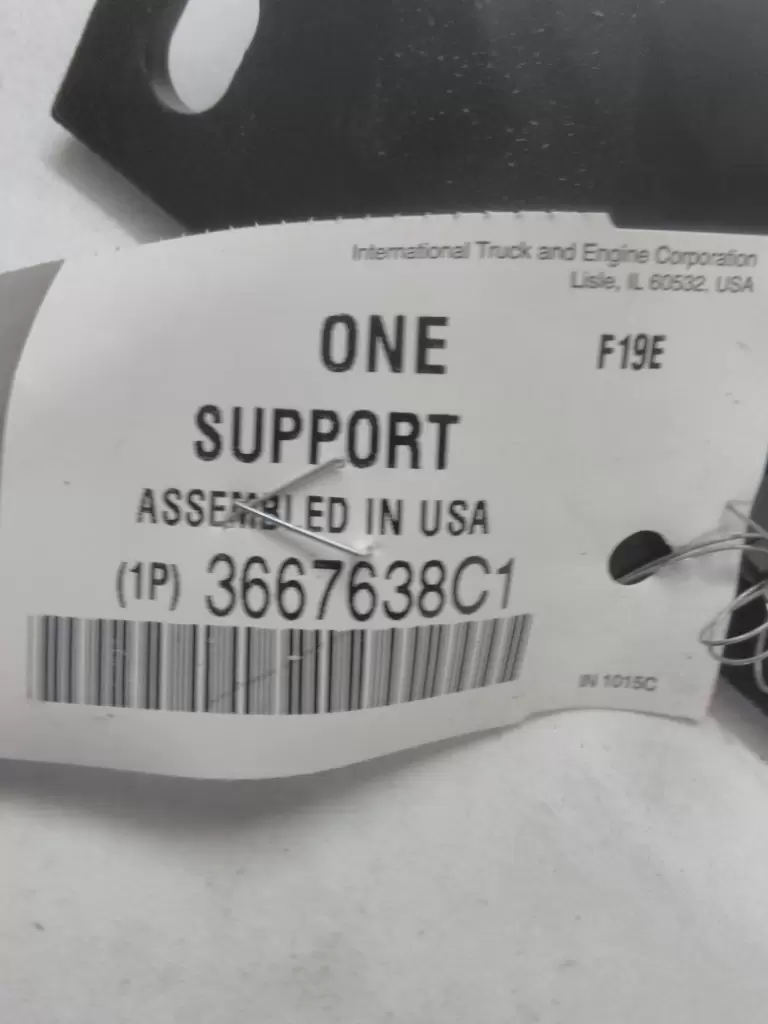 International Truck and Engine Corporation
Lisle, IL 60532, USA
ONE
F19E
SUPPORT
ASSEMBLED IN USA
(1P) 3667638C1
IN 1015C